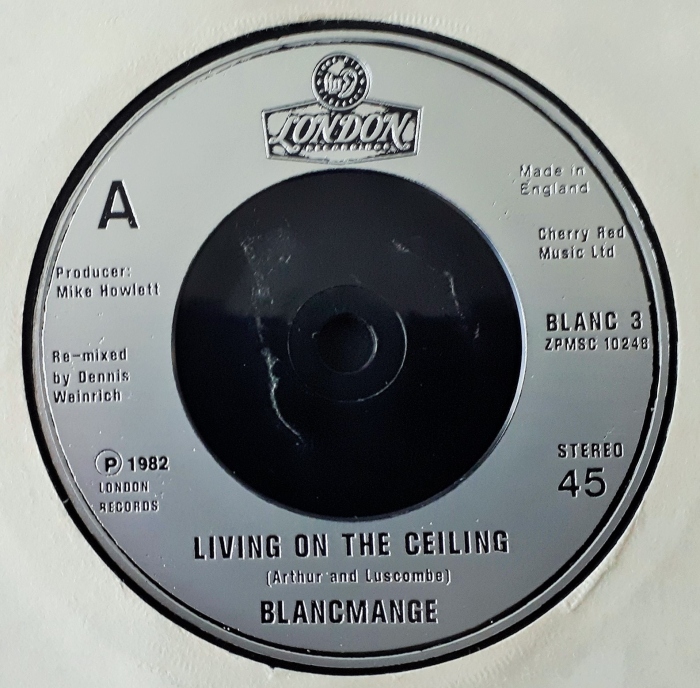 LONDON
RECORDINGS
A
Made in
England
Cherry Red
Music Ltd
Producer:
Mike Howlett
BLANC 3
ZPMSC 10248
Re-mixed
by Dennis
Weinrich
STEREO
45
P 1982
LONDON
RECORDS
LIVING ON THE CEILING
(Arthur and Luscombe)
BLANCMANGE